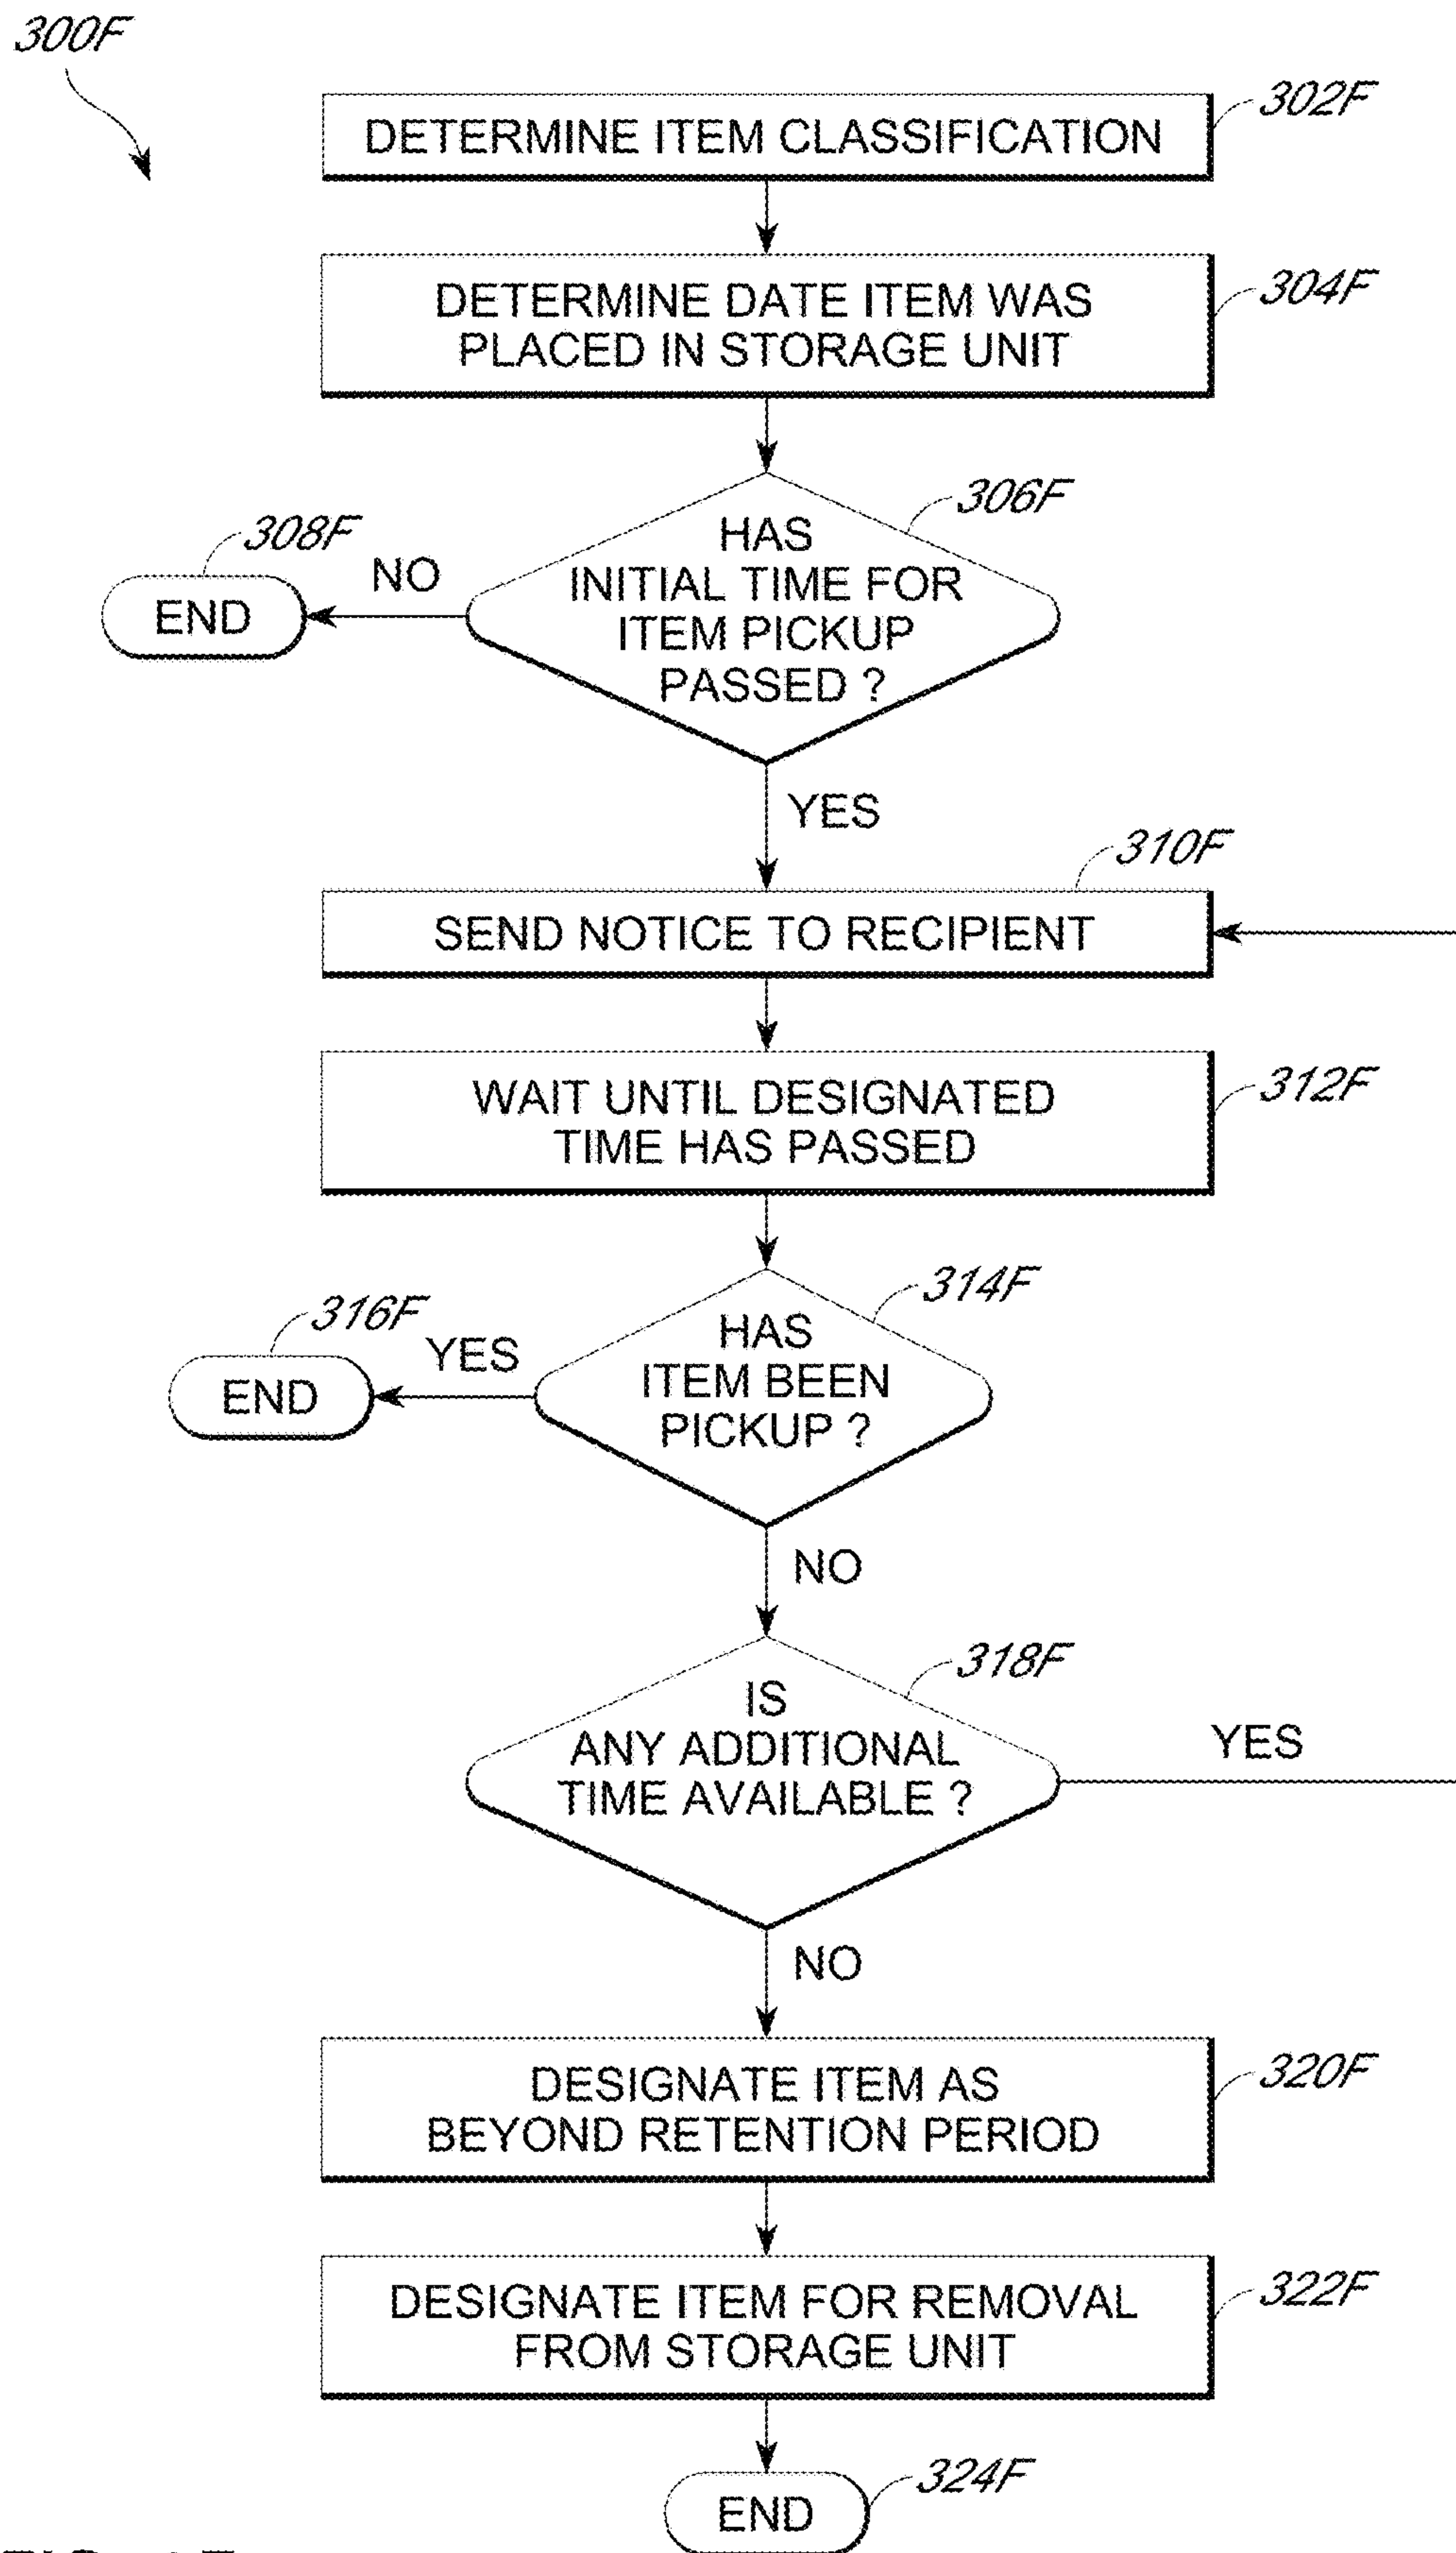 300F
302F
DETERMINE ITEM CLASSIFICATION
304F
DETERMINE DATE ITEM WAS
PLACED IN STORAGE UNIT
306F
HAS
INITIAL TIME FOR
ITEM PICKUP
PASSED ?
308F
NO
END
YES
310F
SEND NOTICE TO RECIPIENT
312F
WAIT UNTIL DESIGNATED
TIME HAS PASSED
314F
HAS
ITEM BEEN
PICKUP ?
316F
YES
END
NO
318F
IS
ANY ADDITIONAL
TIME AVAILABLE ?
YES
NO
320F
DESIGNATE ITEM AS
BEYOND RETENTION PERIOD
322F
DESIGNATE ITEM FOR REMOVAL
FROM STORAGE UNIT
324F
END